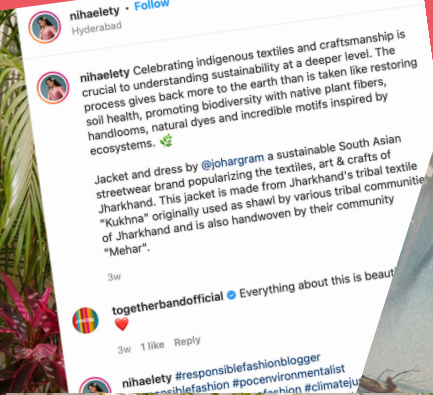 nihaelety • Follow
Hyderabad
nihaelety Celebrating indigenous textiles and craftsmanship is
crucial to understanding sustainability at a deeper level. The
process gives back more to the earth than is taken like restoring
soil health, promoting biodiversity with native plant fibers,
handlooms, natural dyes and incredible motifs inspired by
ecosystems. 🌿
Jacket and dress by @johargram a sustainable South Asian
streetwear brand popularizing the textiles, art & crafts of
Jharkhand. This jacket is made from Jharkhand's tribal textile
"Kukhna" originally used as shawl by various tribal communitie
of Jharkhand and is also handwoven by their community
"Mehar".
3w
togetherbandofficial Everything about this is beaut
❤️
3w 1 like Reply
nihaelety #responsiblefashionblogger
onsiblefashion #pocenvironmentalist
efashion #climateju